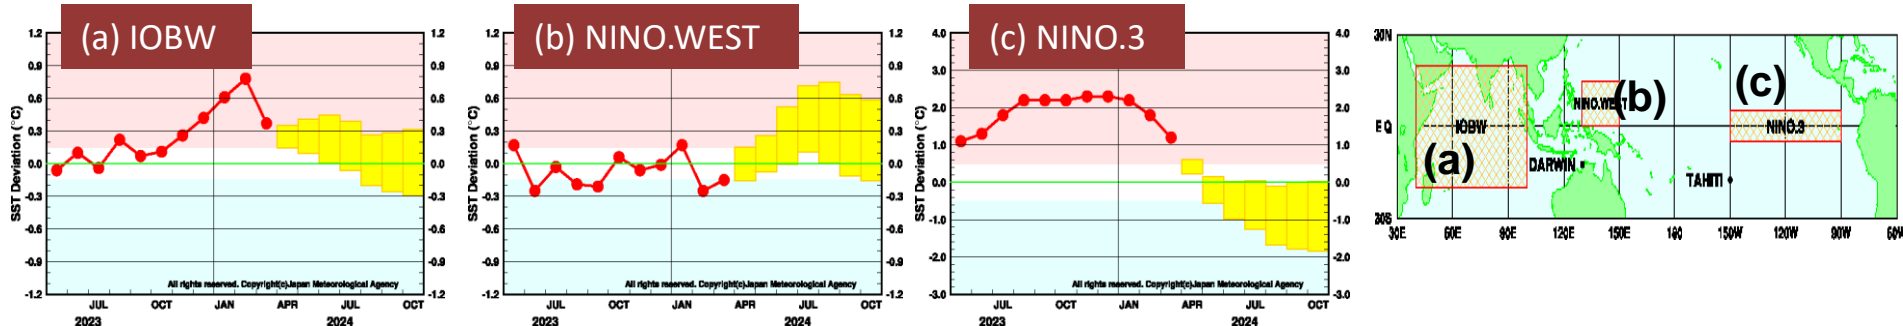 (a) IOBW
1.2
0.9
0.6
0.3
0.0
-0.3
-0.6
-0.9
-1.2
SST Deviation (°C)
1.2
0.9
0.6
0.3
0.0
-0.3
-0.6
-0.9
-1.2
All rights reserved. Copyright(c)Japan Meteorological Agency
JUL OCT JAN APR JUL OCT
2023 2024
(b) NINO.WEST
1.2
0.9
0.6
0.3
0.0
-0.3
-0.6
-0.9
-1.2
SST Deviation (°C)
1.2
0.9
0.6
0.3
0.0
-0.3
-0.6
-0.9
-1.2
All rights reserved. Copyright(c)Japan Meteorological Agency
JUL OCT JAN APR JUL OCT
2023 2024
(c) NINO.3
4.0
3.0
2.0
1.0
0.0
-1.0
-2.0
-3.0
SST Deviation (°C)
4.0
3.0
2.0
1.0
0.0
-1.0
-2.0
-3.0
All rights reserved. Copyright(c)Japan Meteorological Agency
JUL OCT JAN APR JUL OCT
2023 2024
30N
EQ
30S
(c)
NINO.WEST
(b)
IOBW
NINO.3
(a)
DARWIN
TAHITI
30E 60E 90E 120E 150E 180 150W 120W 90W 60W